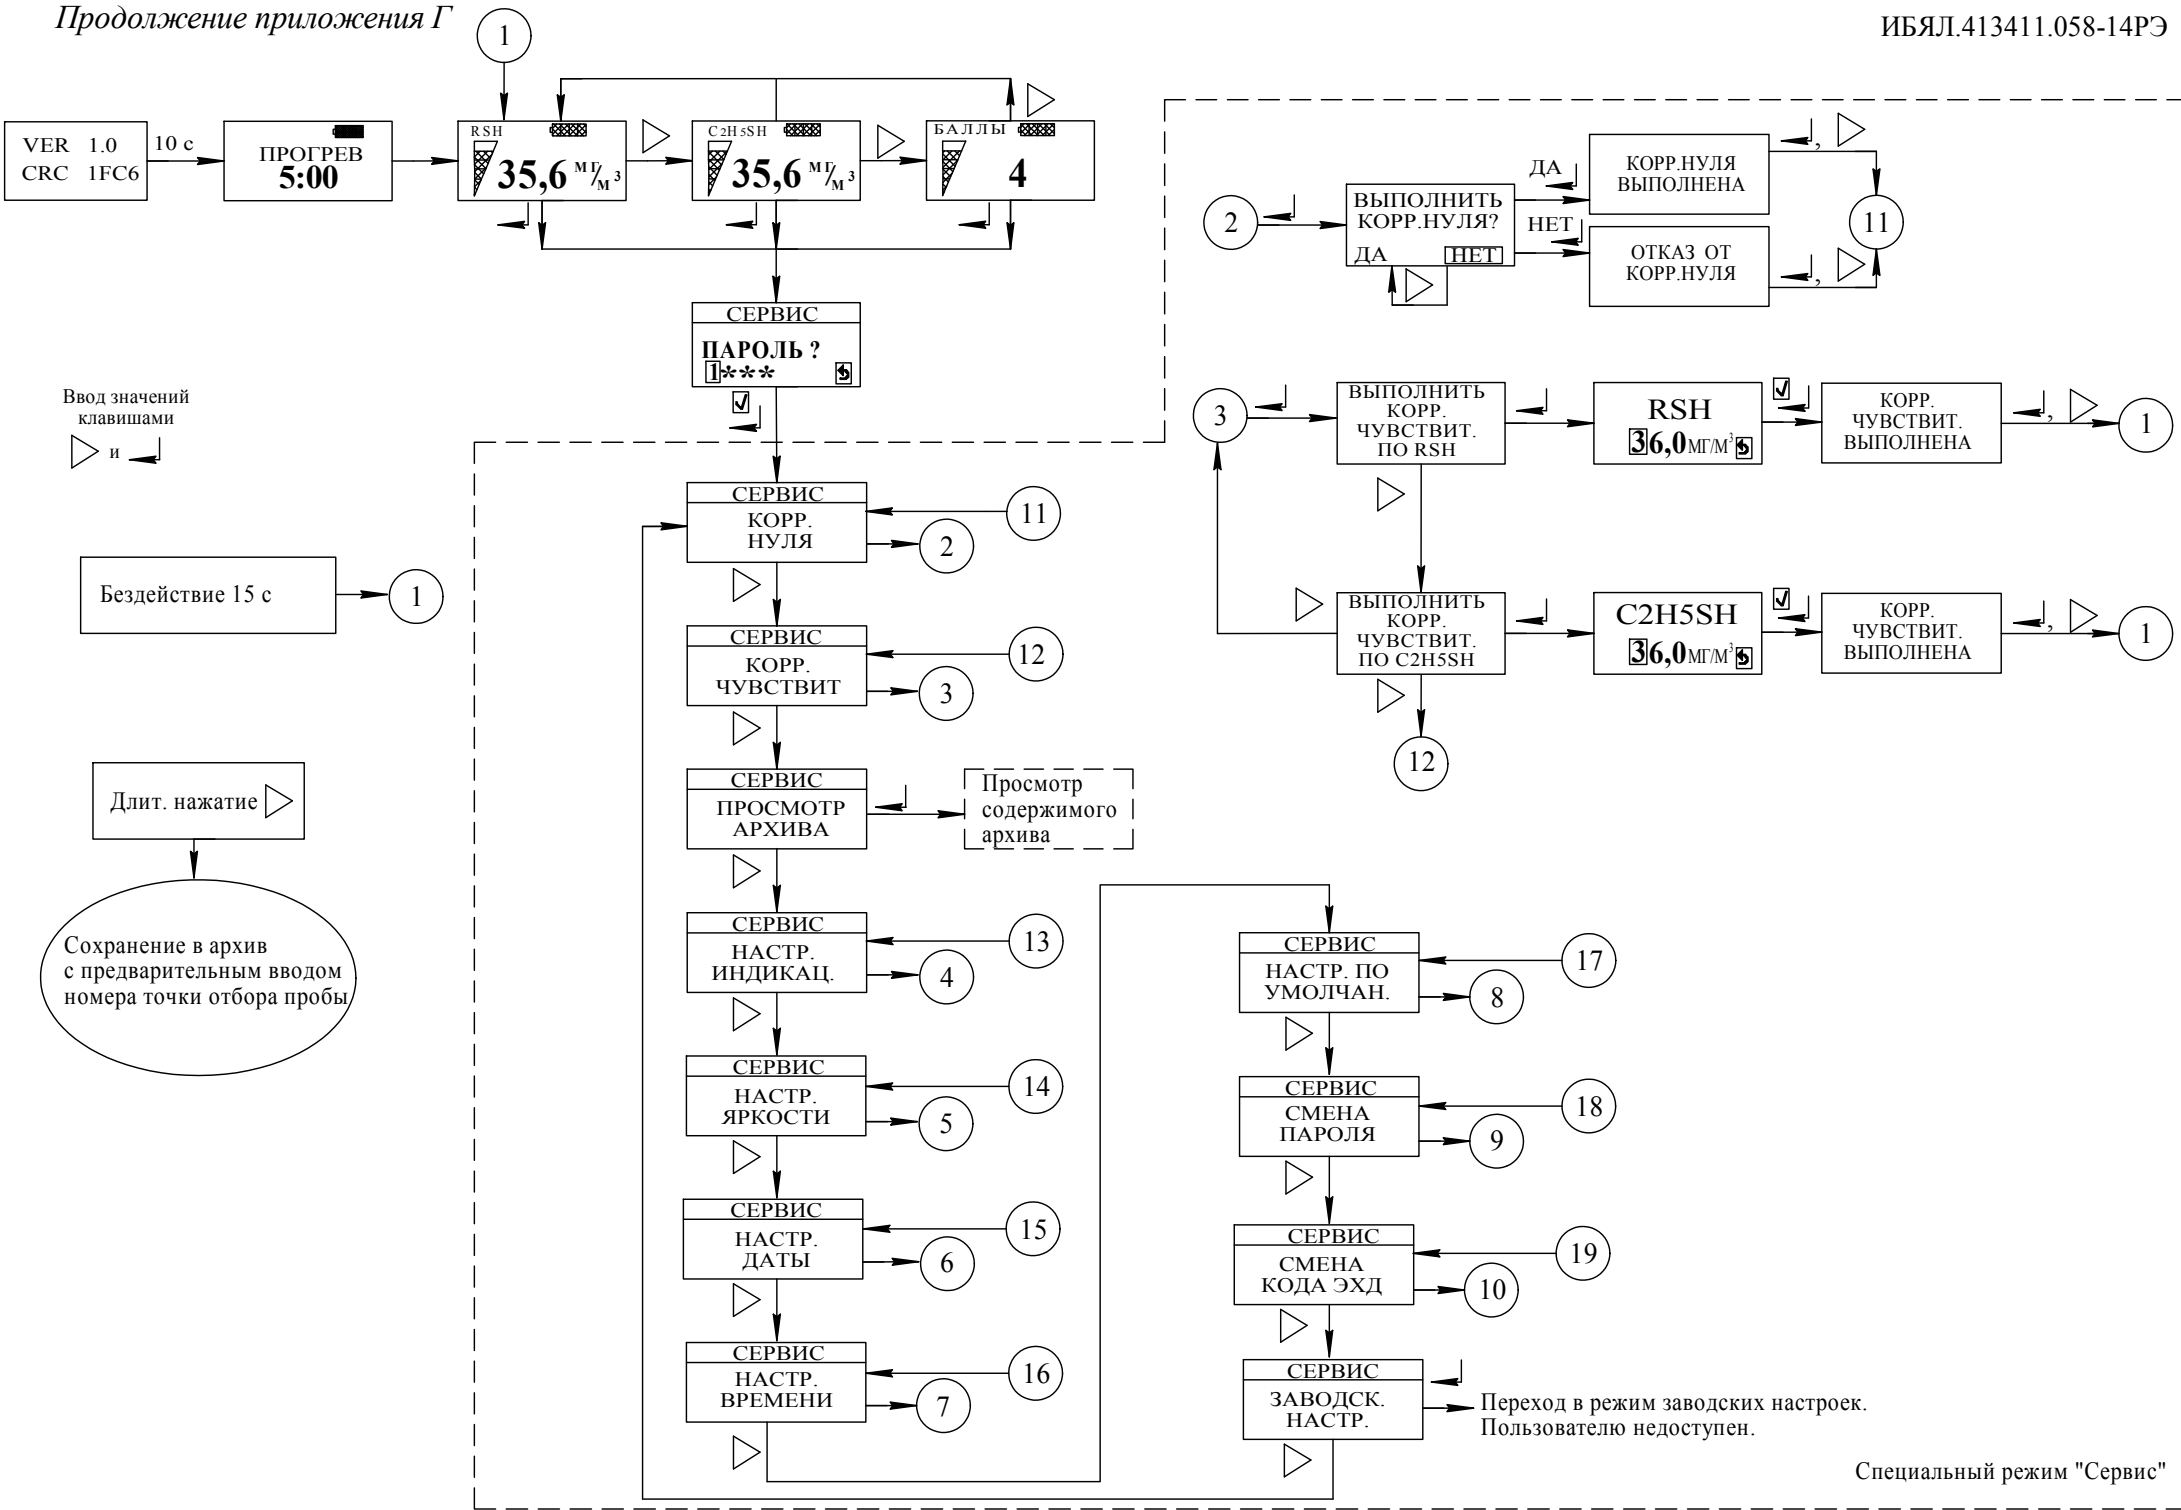 Продолжение приложения Г
ИБЯЛ.413411.058-14РЭ
1
VER 1.0
CRC 1FC6
10 с
ПРОГРЕВ
5:00
RSH
35,6 МГ/М³
C2H5SH
35,6 МГ/М³
БАЛЛЫ
4
СЕРВИС
ПАРОЛЬ ?
1***
Ввод значений
клавишами
и
Бездействие 15 с
1
Длит. нажатие
Сохранение в архив
с предварительным вводом
номера точки отбора пробы
СЕРВИС
КОРР.
НУЛЯ
11
2
СЕРВИС
КОРР.
ЧУВСТВИТ
12
3
СЕРВИС
ПРОСМОТР
АРХИВА
Просмотр
содержимого
архива
СЕРВИС
НАСТР.
ИНДИКАЦ.
13
4
СЕРВИС
НАСТР.
ЯРКОСТИ
14
5
СЕРВИС
НАСТР.
ДАТЫ
15
6
СЕРВИС
НАСТР.
ВРЕМЕНИ
16
7
2
ВЫПОЛНИТЬ
КОРР.НУЛЯ?
ДА НЕТ
ДА
КОРР.НУЛЯ
ВЫПОЛНЕНА
,
НЕТ
ОТКАЗ ОТ
КОРР.НУЛЯ
,
11
3
ВЫПОЛНИТЬ
КОРР.
ЧУВСТВИТ.
ПО RSH
RSH
36,0 МГ/М³
КОРР.
ЧУВСТВИТ.
ВЫПОЛНЕНА
,
1
ВЫПОЛНИТЬ
КОРР.
ЧУВСТВИТ.
ПО C2H5SH
C2H5SH
36,0 МГ/М³
КОРР.
ЧУВСТВИТ.
ВЫПОЛНЕНА
,
1
12
СЕРВИС
НАСТР. ПО
УМОЛЧАН.
17
8
СЕРВИС
СМЕНА
ПАРОЛЯ
18
9
СЕРВИС
СМЕНА
КОДА ЭХД
19
10
СЕРВИС
ЗАВОДСК.
НАСТР.
Переход в режим заводских настроек.
Пользователю недоступен.
Специальный режим "Сервис"